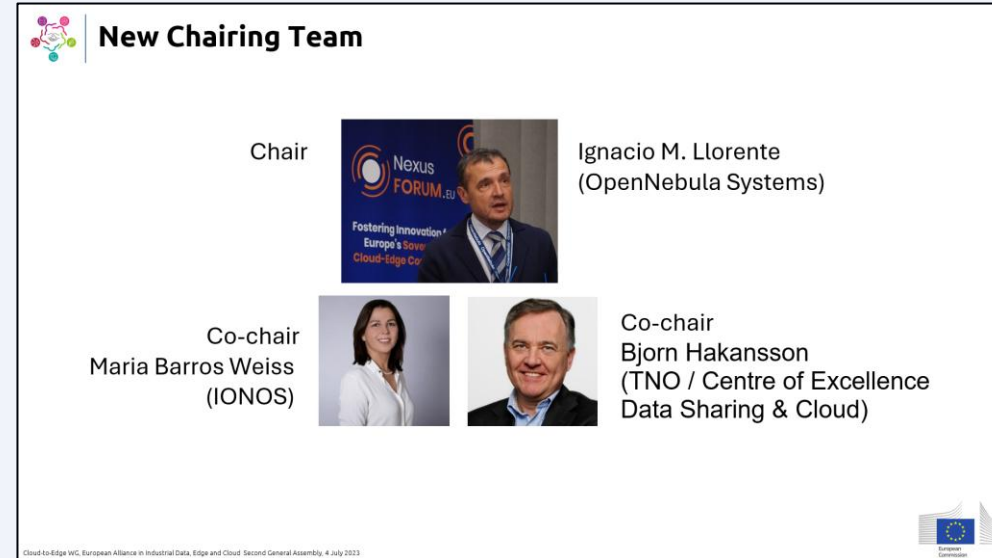 New Chairing Team
Chair
Nexus
FORUM.EU
Fostering Innovation
Europe's
Cloud-Edge
Ignacio M. Llorente
(OpenNebula Systems)
Co-chair
Maria Barros Weiss
(IONOS)
Co-chair
Bjorn Hakansson
(TNO / Centre of Excellence
Data Sharing & Cloud)
Cloud-to-Edge WG, European Alliance in Industrial Data, Edge and Cloud Second General Assembly, 4 July 2023
European
Commission